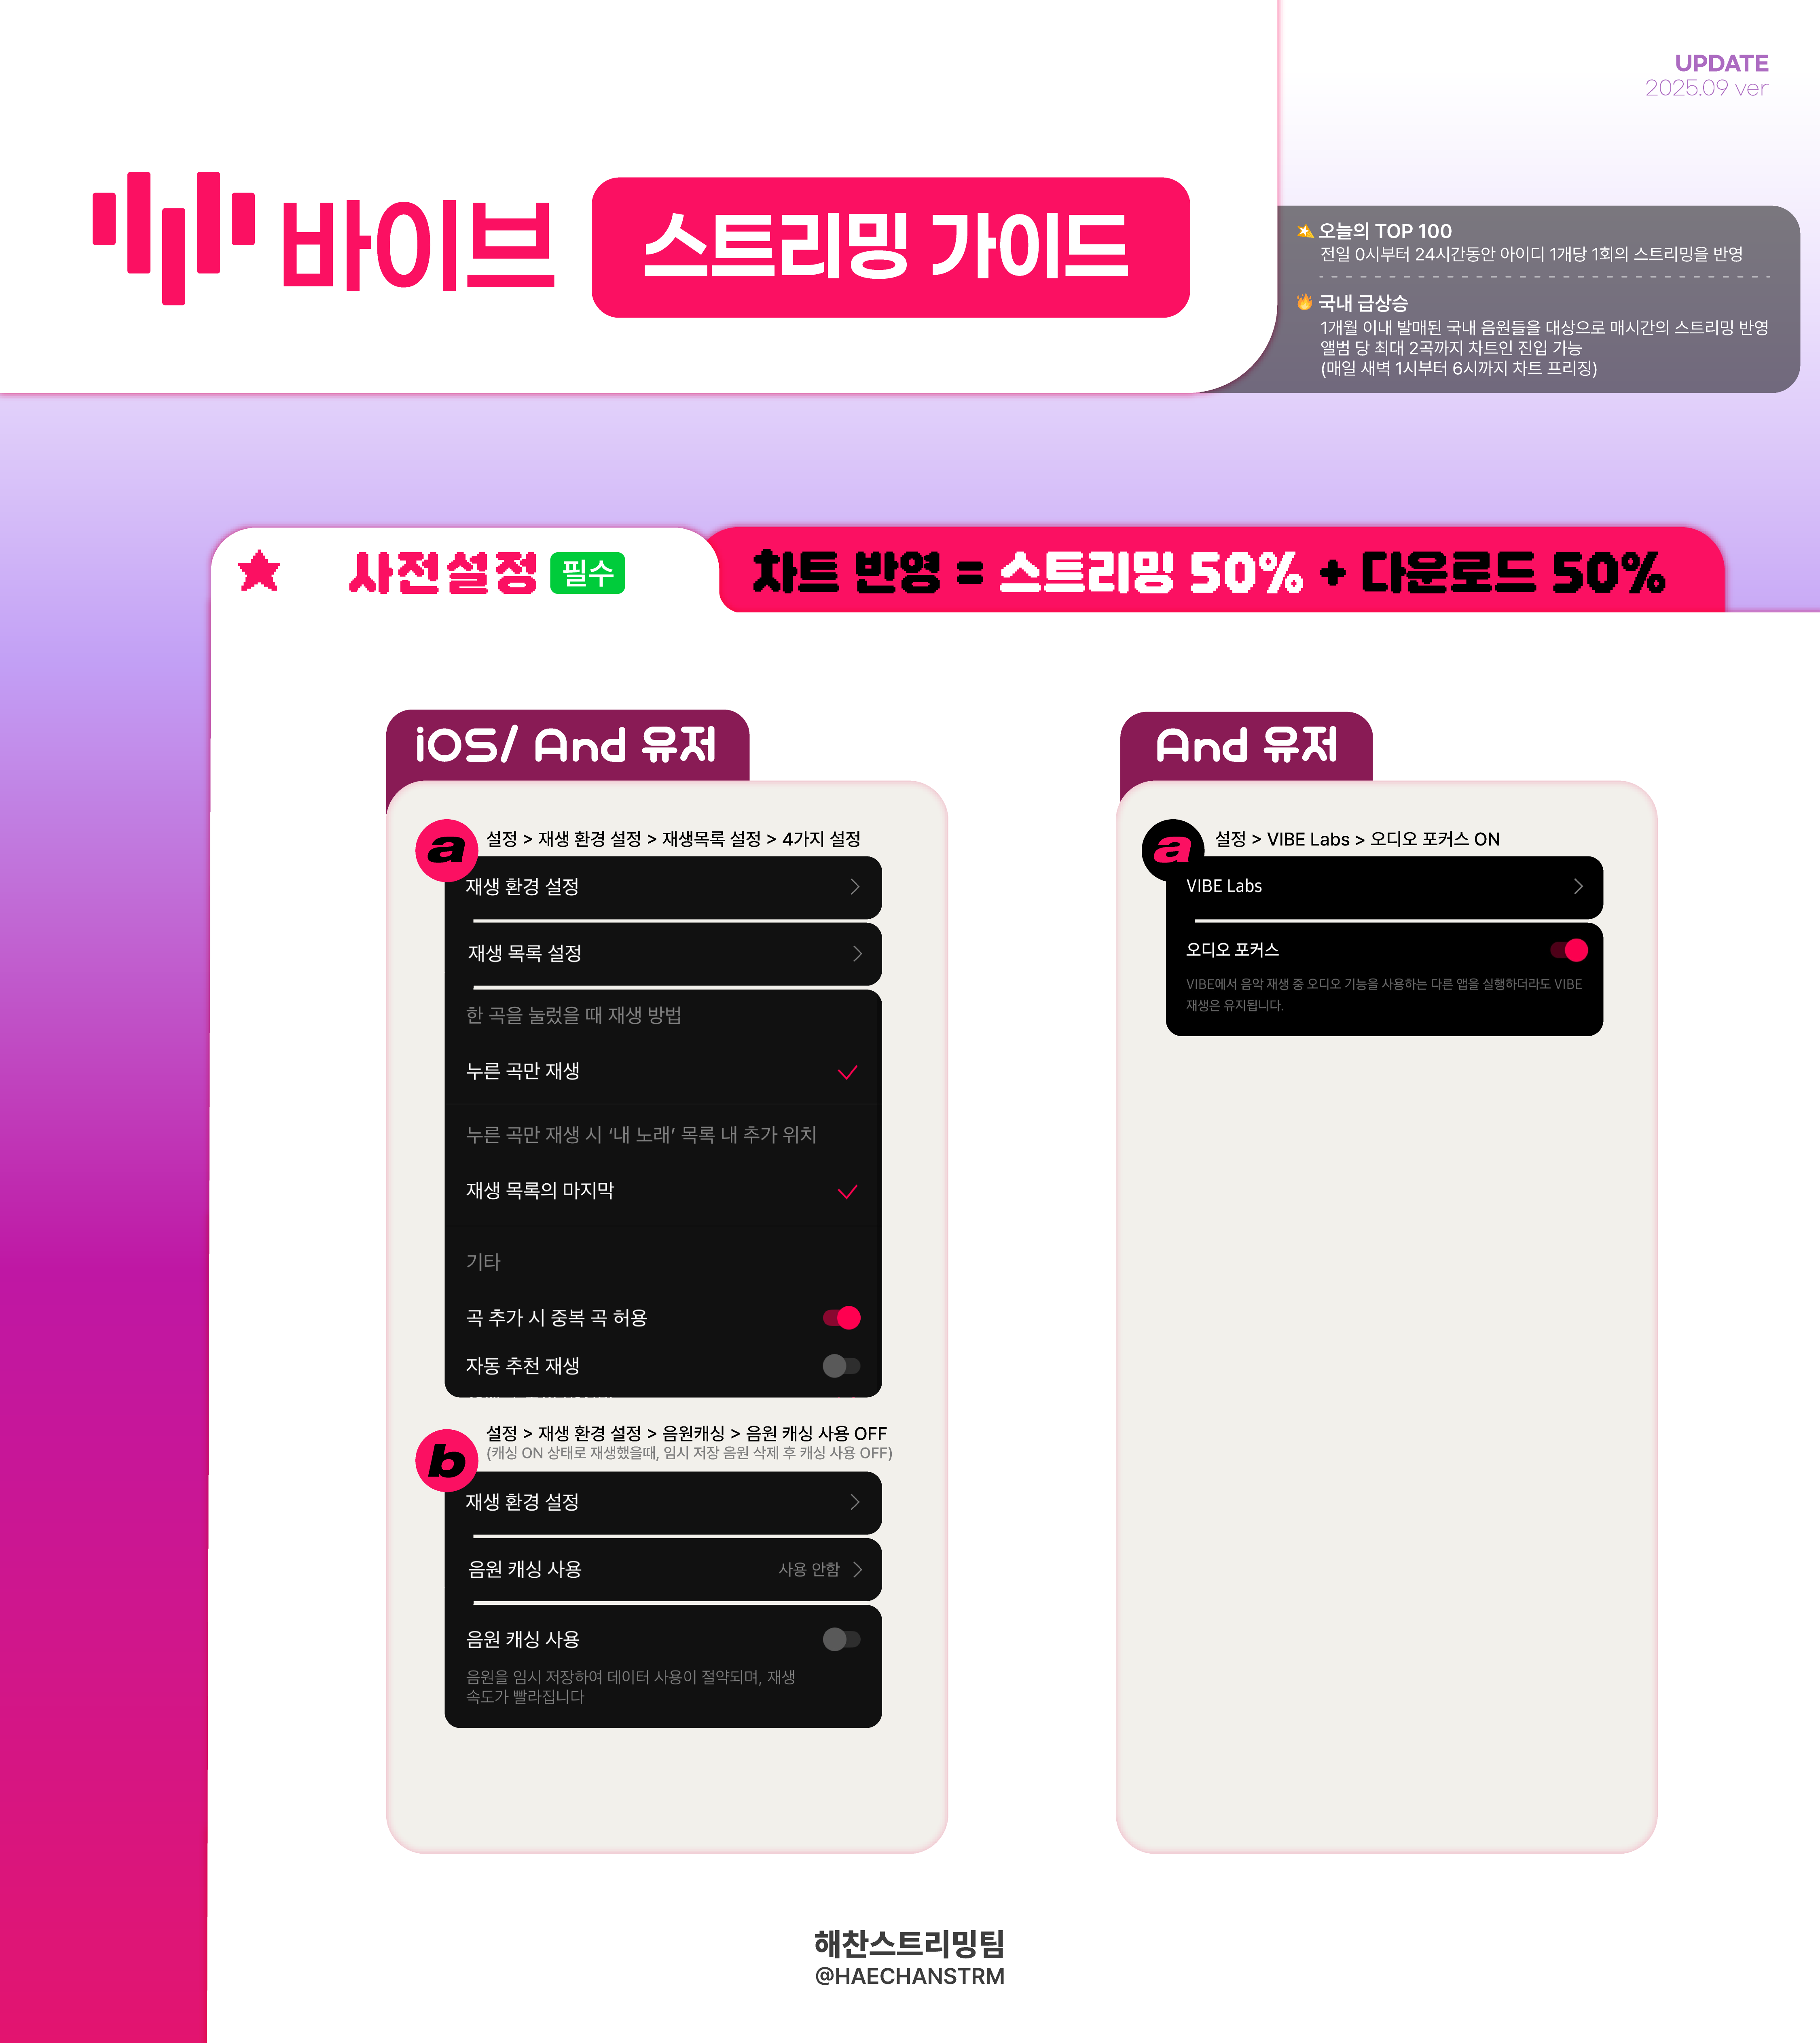 UPDATE
2025.09 ver
바이브 스트리밍 가이드
오늘의 TOP 100
전일 0시부터 24시간동안 아이디 1개당 1회의 스트리밍을 반영
국내 급상승
1개월 이내 발매된 국내 음원들을 대상으로 매시간의 스트리밍 반영
앨범 당 최대 2곡까지 차트인 진입 가능
(매일 새벽 1시부터 6시까지 차트 프리징)
사전설정 필수
차트 반영 = 스트리밍 50% + 다운로드 50%
iOS/ And 유저
a 설정 > 재생 환경 설정 > 재생목록 설정 > 4가지 설정
재생 환경 설정
재생 목록 설정
한 곡을 눌렀을 때 재생 방법
누른 곡만 재생
누른 곡만 재생 시 ‘내 노래’ 목록 내 추가 위치
재생 목록의 마지막
기타
곡 추가 시 중복 곡 허용
자동 추천 재생
b 설정 > 재생 환경 설정 > 음원캐싱 > 음원 캐싱 사용 OFF
(캐싱 ON 상태로 재생했을때, 임시 저장 음원 삭제 후 캐싱 사용 OFF)
재생 환경 설정
음원 캐싱 사용 사용 안함
음원 캐싱 사용
음원을 임시 저장하여 데이터 사용이 절약되며, 재생
속도가 빨라집니다
And 유저
a 설정 > VIBE Labs > 오디오 포커스 ON
VIBE Labs
오디오 포커스
VIBE에서 음악 재생 중 오디오 기능을 사용하는 다른 앱을 실행하더라도 VIBE
재생은 유지됩니다.
해찬스트리밍팀
@HAECHANSTRM